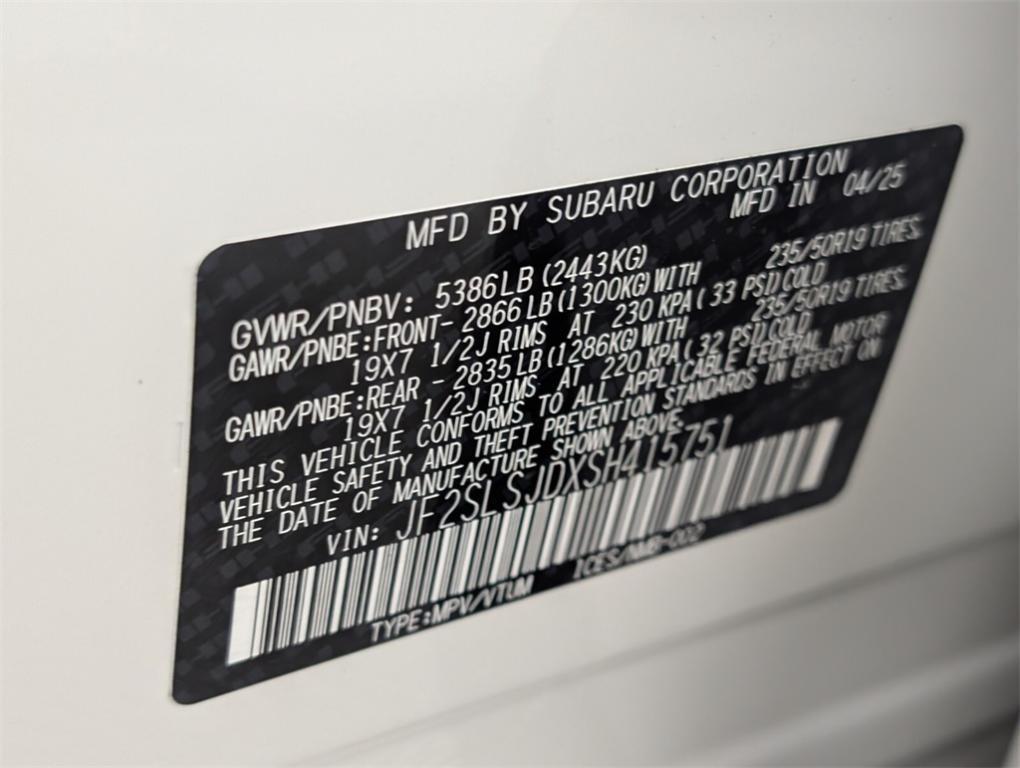 MFD BY SUBARU CORPORATION
MFD IN 04/25
GVWR/PNBV: 5386LB(2443KG)
GAWR/PNBE:FRONT- 2866LB(1300KG)WITH 235/50R19 TIRES,
19X7 1/2J RIMS AT 230 KPA( 33 PSI)COLD
GAWR/PNBE:REAR - 2835LB(1286KG)WITH 235/50R19 TIRES,
19X7 1/2J RIMS AT 220 KPA( 32 PSI)COLD
THIS VEHICLE CONFORMS TO ALL APPLICABLE FEDERAL MOTOR
VEHICLE SAFETY AND THEFT PREVENTION STANDARDS IN EFFECT ON
THE DATE OF MANUFACTURE SHOWN ABOVE.
VIN: JF2SLSJDXSH415751
TYPE:MPV/VTUM ICES/NMB-002